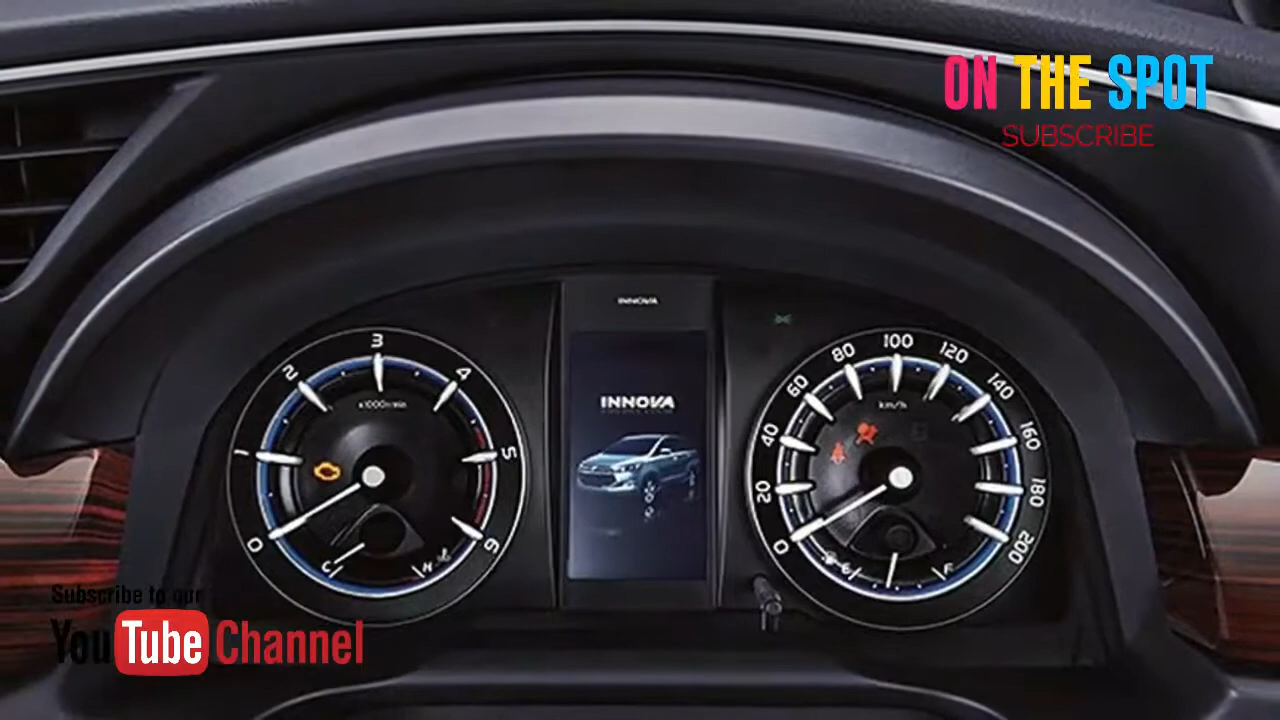 ON THE SPOT
SUBSCRIBE
INNOVA
INNOVA
x1000r/min
0
1
2
3
4
5
6
C
H
km/h
0
20
40
60
80
100
120
140
160
180
200
E
F
Subscribe to our
YouTube Channel